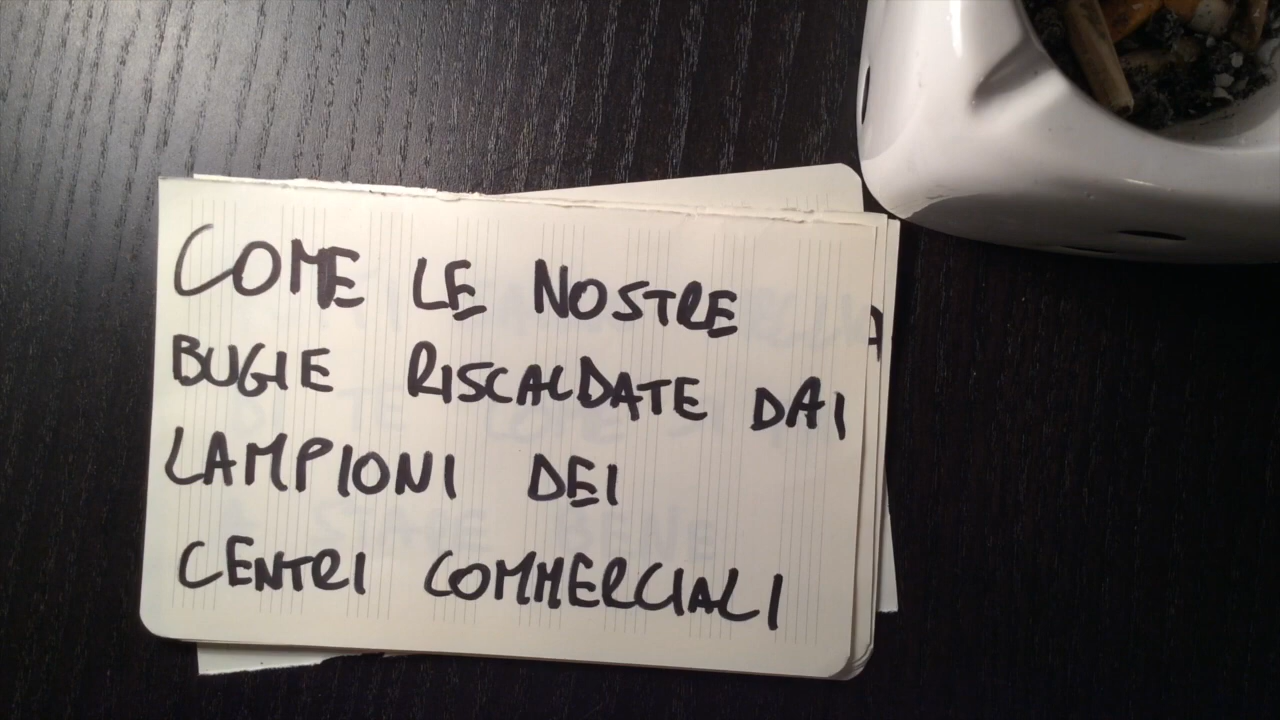 COME LE NOSTRE
BUGIE RISCALDATE DAI
LAMPIONI DEI
CENTRI COMMERCIALI